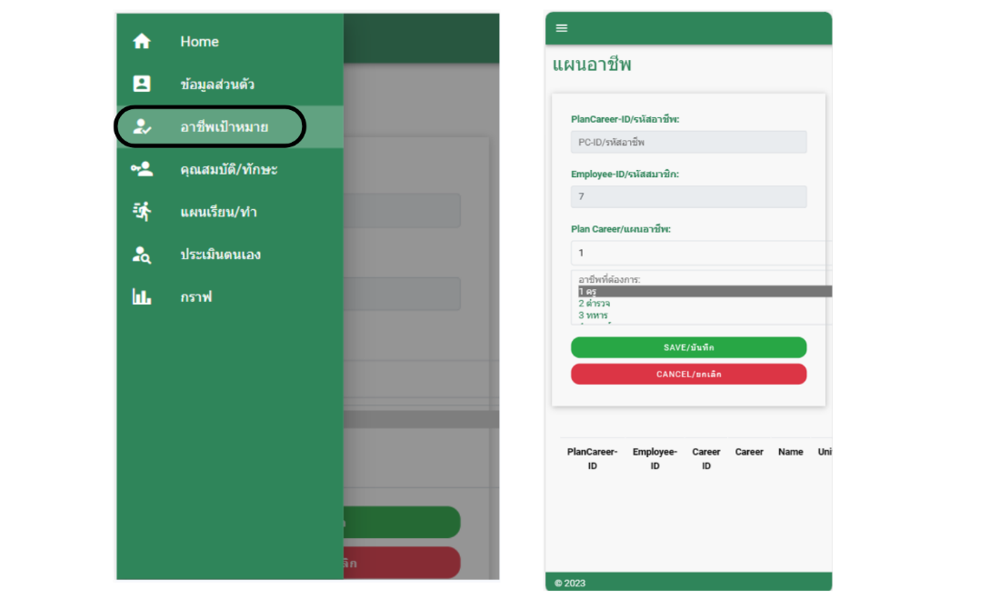 Home
ข้อมูลส่วนตัว
อาชีพเป้าหมาย
คุณสมบัติ/ทักษะ
แผนเรียน/ทำ
ประเมินตนเอง
กราฟ
แผนอาชีพ
PlanCareer-ID/รหัสอาชีพ:
PC-ID/รหัสอาชีพ
Employee-ID/รหัสสมาชิก:
7
Plan Career/แผนอาชีพ:
1
อาชีพที่ต้องการ:
1 ครู
2 ตำรวจ
3 ทหาร
SAVE/บันทึก
CANCEL/ยกเลิก
PlanCareer- Employee- Career Career Name Uni
ID ID ID
© 2023